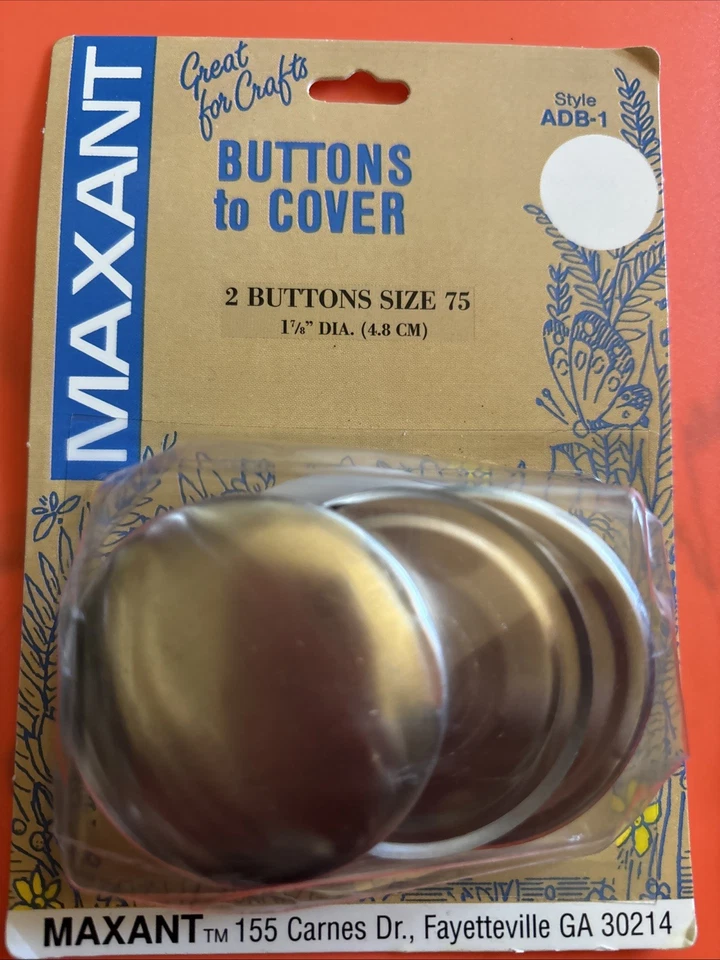 MAXANT
Great
for Crafts
Style
ADB-1
BUTTONS
to COVER
2 BUTTONS SIZE 75
1⅞" DIA. (4.8 CM)
MAXANT™ 155 Carnes Dr., Fayetteville GA 30214